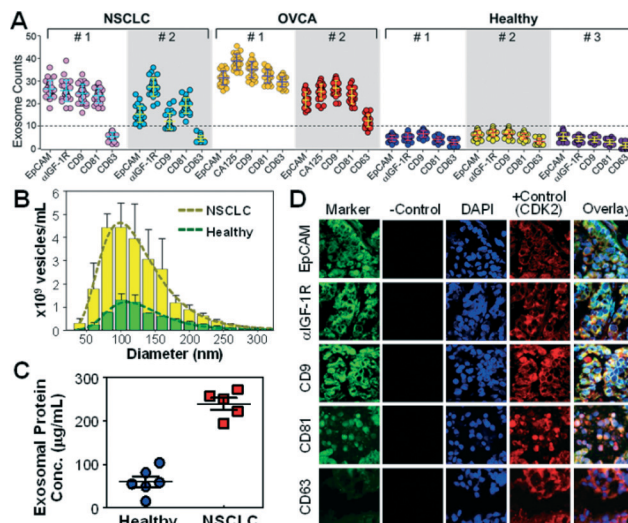 A
NSCLC OVCA Healthy
# 1 # 2 # 1 # 2 # 1 # 2 # 3
Exosome Counts
50
40
30
20
10
0
EpCAM αIGF-1R CD9 CD81 CD63 EpCAM αIGF-1R CD9 CD81 CD63 EpCAM CA125 CD9 CD81 CD63 EpCAM CA125 CD9 CD81 CD63 EpCAM αIGF-1R CD9 CD81 CD63 EpCAM αIGF-1R CD9 CD81 CD63 EpCAM αIGF-1R CD9 CD81 CD63
B
NSCLC
Healthy
x10⁹ vesicles/mL
6
5
4
3
2
1
0
50 100 150 200 250 300
Diameter (nm)
C
Exosomal Protein
Conc. (µg/mL)
300
200
100
0
Healthy NSCLC
D
Marker -Control DAPI +Control (CDK2) Overlay
EpCAM
αIGF-1R
CD9
CD81
CD63